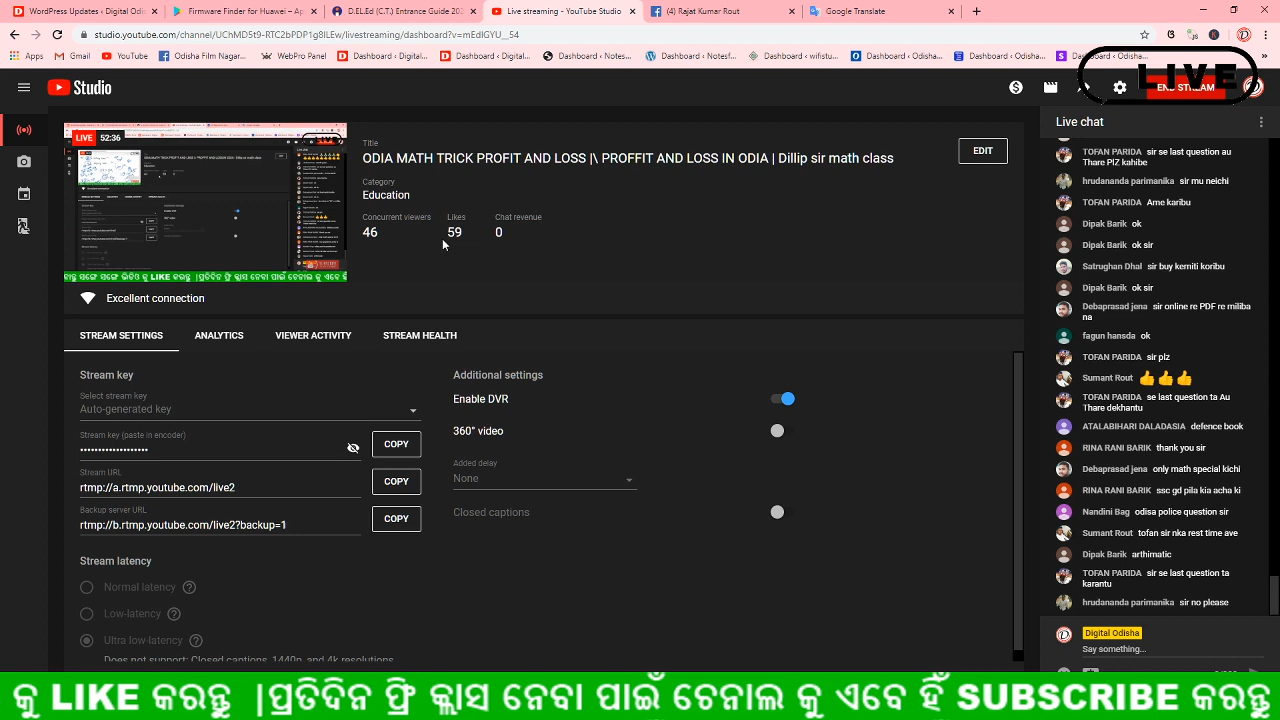 WordPress Updates ‹ Digital Odi
Firmware Finder for Huawei – Ap
D.ELEd (C.T.) Entrance Guide 202
Live streaming - YouTube Studio
(4) Rajat Kumar Rout
Google Translate
studio.youtube.com/channel/UChMD5t9-RTC2bPDP1g8ILEw/livestreaming/dashboard?v=mEdIGYU__54
Apps
Gmail
YouTube
Odisha Film Nagar...
WebPro Panel
Dashboard ‹ Digital...
Dashboard ‹ Digital...
Dashboard ‹ Notes...
Dashboard ‹ Notesf...
Dashboard ‹ wifistu...
Dashboard ‹ Odisha...
Dashboard ‹ Odish...
Dashboard ‹ Odisha...
LIVE
Studio
END STREAM
LIVE 52:36
Title
ODIA MATH TRICK PROFIT AND LOSS |\ PROFFIT AND LOSS IN ODIA | Dillip sir math class
EDIT
Category
Education
Concurrent viewers
Likes
Chat revenue
46
59
0
Excellent connection
STREAM SETTINGS
ANALYTICS
VIEWER ACTIVITY
STREAM HEALTH
Stream key
Select stream key
Auto-generated key
Stream key (paste in encoder)
••••••••••••••••••••
COPY
Stream URL
rtmp://a.rtmp.youtube.com/live2
COPY
Backup server URL
rtmp://b.rtmp.youtube.com/live2?backup=1
COPY
Stream latency
Normal latency
Low-latency
Ultra low-latency
Does not support: Closed captions, 1440p, and 4k resolutions
Additional settings
Enable DVR
360° video
Added delay
None
Closed captions
Live chat
TOFAN PARIDA sir se last question au
Thare PlZ kahibe
hrudananda parimanika sir mu neichi
TOFAN PARIDA Ame karibu
Dipak Barik ok
Dipak Barik ok sir
Satrughan Dhal sir buy kemiti koribu
Dipak Barik ok sir
Debaprasad jena sir online re PDF re miliba
na
fagun hansda ok
TOFAN PARIDA sir plz
Sumant Rout 👍👍👍
TOFAN PARIDA se last question ta Au
Thare dekhantu
ATALABIHARI DALADASIA defence book
RINA RANI BARIK thank you sir
Debaprasad jena only math special kichi
RINA RANI BARIK ssc gd pila kia acha ki
Nandini Bag odisa police question sir
Sumant Rout tofan sir nka rest time ave
Dipak Barik arthimatic
TOFAN PARIDA sir se last question ta
karantu
hrudananda parimanika sir no please
Digital Odisha
Say something...
କୁ LIKE କରନ୍ତୁ |ପ୍ରତିଦିନ ଫ୍ରି କ୍ଲାସ ନେବା ପାଇଁ ଚେନାଲ କୁ ଏବେ ହିଁ SUBSCRIBE କରନ୍ତୁ